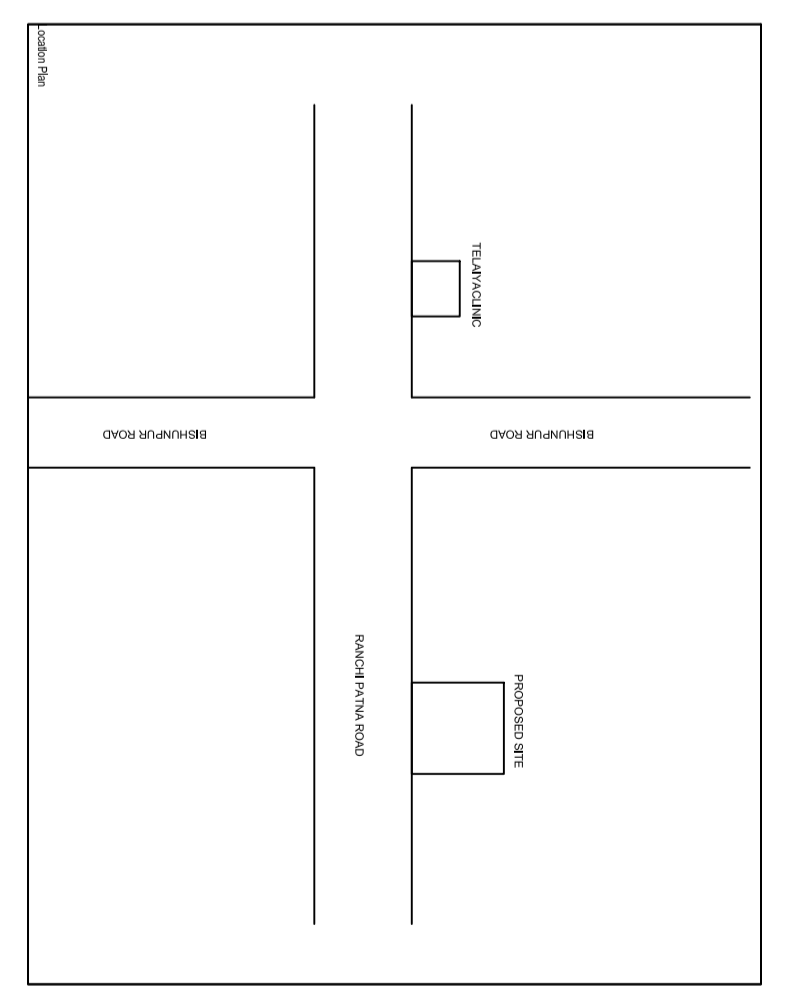 Location Plan
TELAIYACLINIC
BISHUNPUR ROAD
BISHUNPUR ROAD
RANCHI PATNA ROAD
PROPOSED SITE